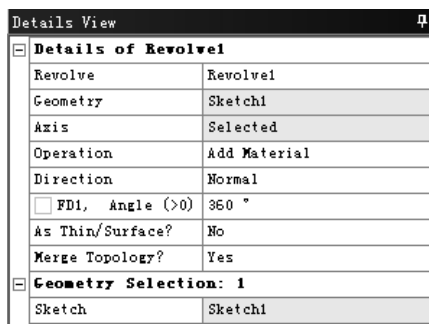 Details View
Details of Revolve1
Revolve Revolve1
Geometry Sketch1
Axis Selected
Operation Add Material
Direction Normal
FD1, Angle (>0) 360 °
As Thin/Surface? No
Merge Topology? Yes
Geometry Selection: 1
Sketch Sketch1